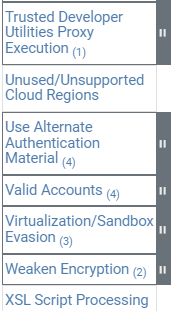 Trusted Developer
Utilities Proxy
Execution (1)
Unused/Unsupported
Cloud Regions
Use Alternate
Authentication
Material (4)
Valid Accounts (4)
Virtualization/Sandbox
Evasion (3)
Weaken Encryption (2)
XSL Script Processing